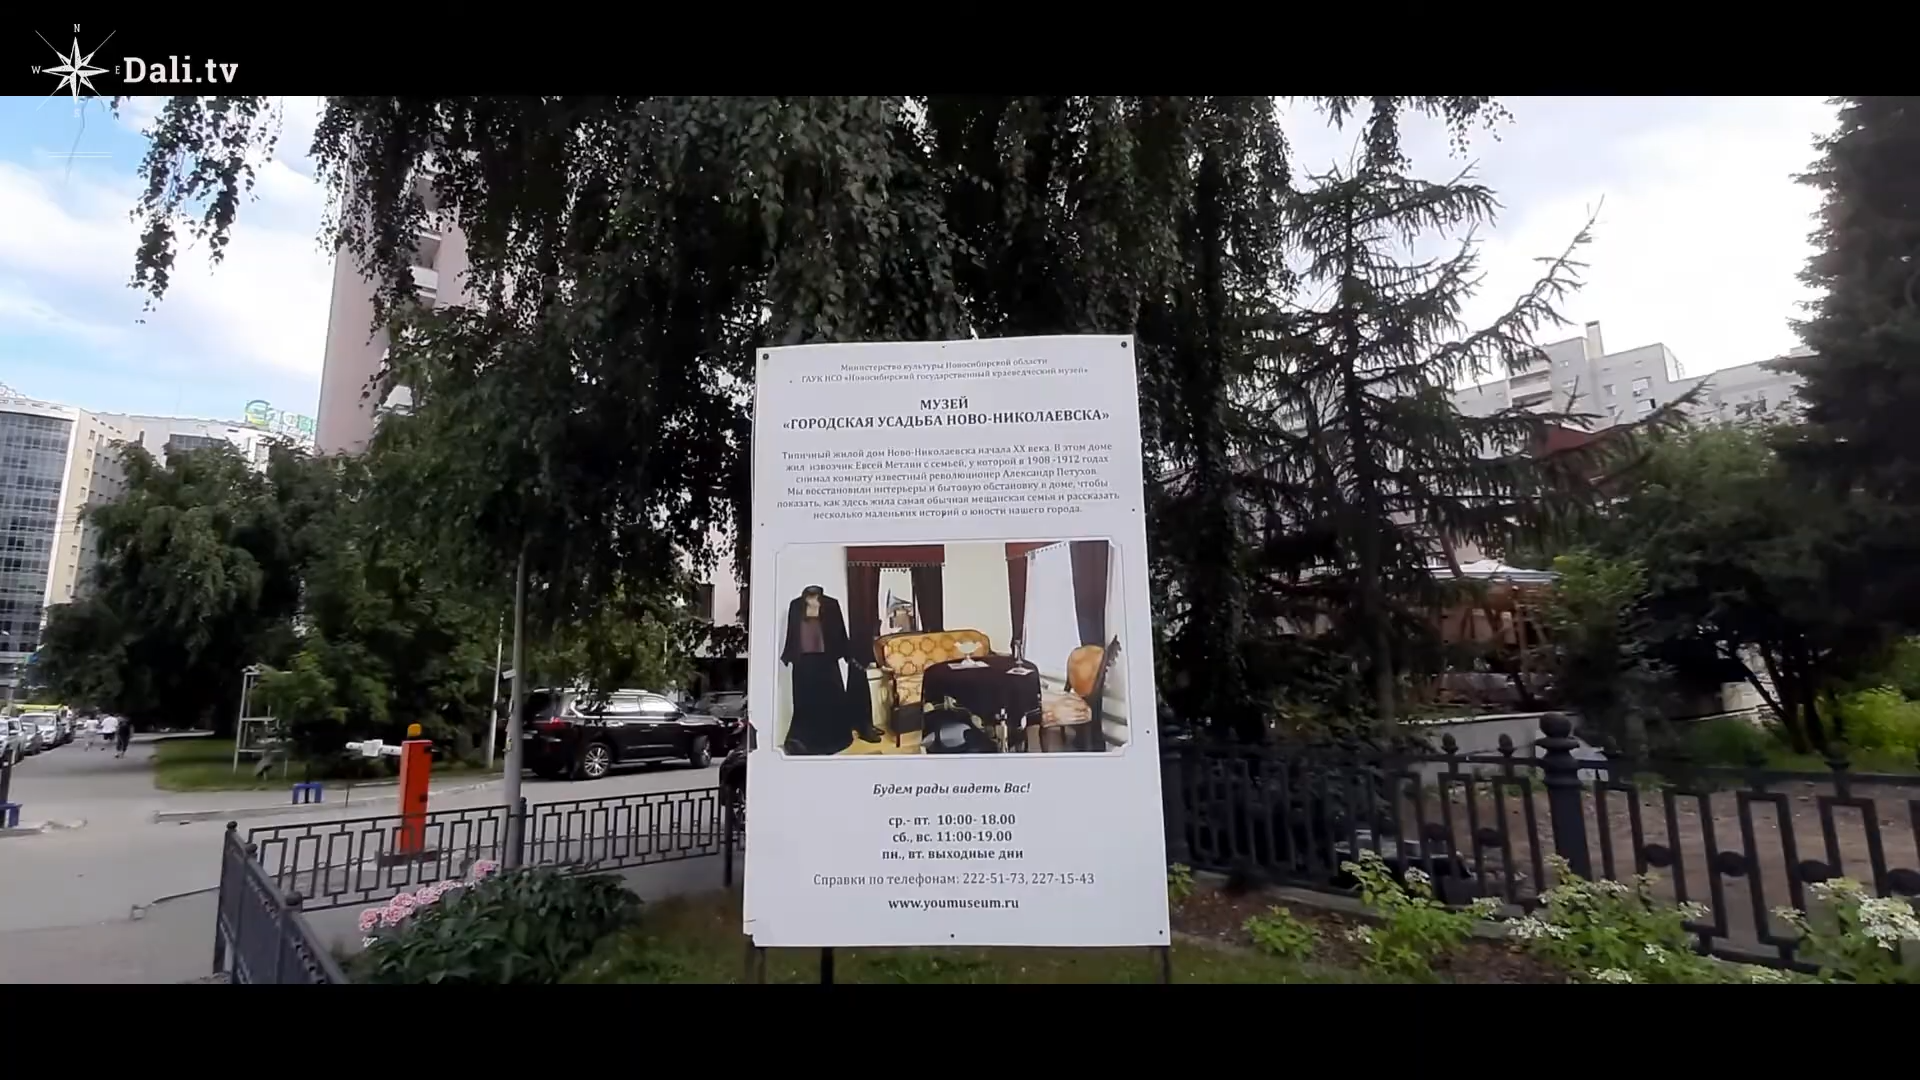 N
W E Dali.tv
Министерство культуры Новосибирской области
ГАУК НСО «Новосибирский государственный краеведческий музей»
МУЗЕЙ
«ГОРОДСКАЯ УСАДЬБА НОВО-НИКОЛАЕВСКА»
Типичный жилой дом Ново-Николаевска начала XX века. В этом доме
жил извозчик Евсей Метлин с семьей, у которой в 1908 -1912 годах
снимал комнату известный революционер Александр Петухов.
Мы восстановили интерьеры и бытовую обстановку в доме, чтобы
показать, как здесь жила самая обычная мещанская семья и рассказать
несколько маленьких историй о юности нашего города.
Будем рады видеть Вас!
ср.- пт. 10:00- 18.00
сб., вс. 11:00-19.00
пн., вт. выходные дни
Справки по телефонам: 222-51-73, 227-15-43
www.youmuseum.ru